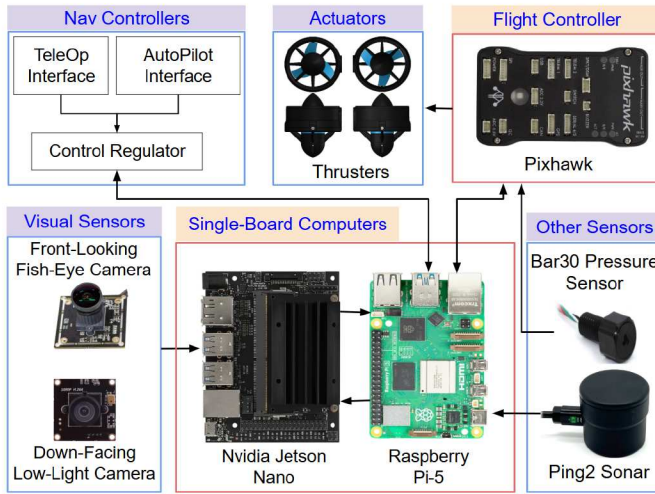 Nav Controllers
TeleOp
Interface
AutoPilot
Interface
Control Regulator
Actuators
Thrusters
Flight Controller
pixhawk
Pixhawk
Visual Sensors
Front-Looking
Fish-Eye Camera
Down-Facing
Low-Light Camera
Single-Board Computers
Nvidia Jetson
Nano
Raspberry
Pi-5
Other Sensors
Bar30 Pressure
Sensor
Ping2 Sonar